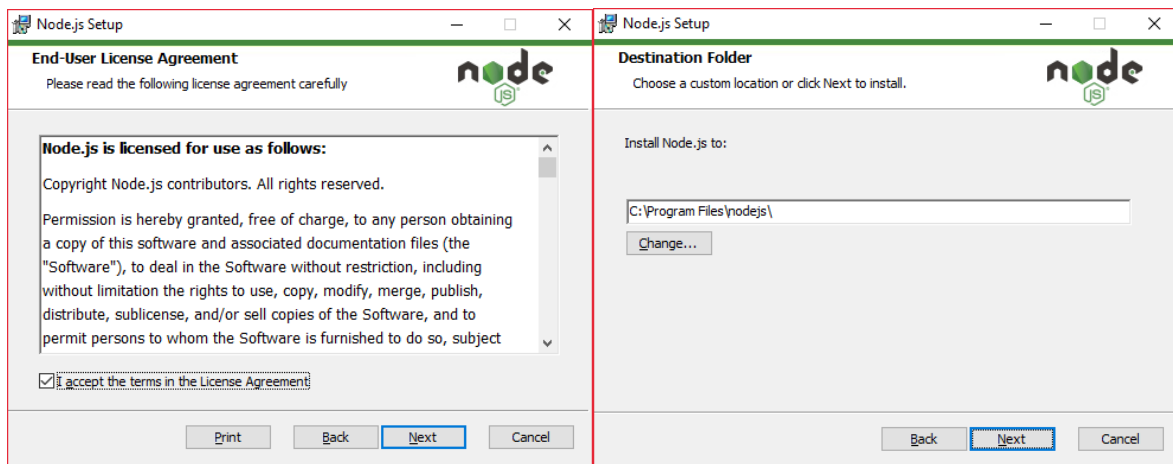 Node.js Setup
End-User License Agreement
Please read the following license agreement carefully
node
JS
Node.js is licensed for use as follows:
Copyright Node.js contributors. All rights reserved.
Permission is hereby granted, free of charge, to any person obtaining
a copy of this software and associated documentation files (the
"Software"), to deal in the Software without restriction, including
without limitation the rights to use, copy, modify, merge, publish,
distribute, sublicense, and/or sell copies of the Software, and to
permit persons to whom the Software is furnished to do so, subject
I accept the terms in the License Agreement
Print Back Next Cancel
Node.js Setup
Destination Folder
Choose a custom location or click Next to install.
node
JS
Install Node.js to:
C:\Program Files\nodejs\
Change...
Back Next Cancel